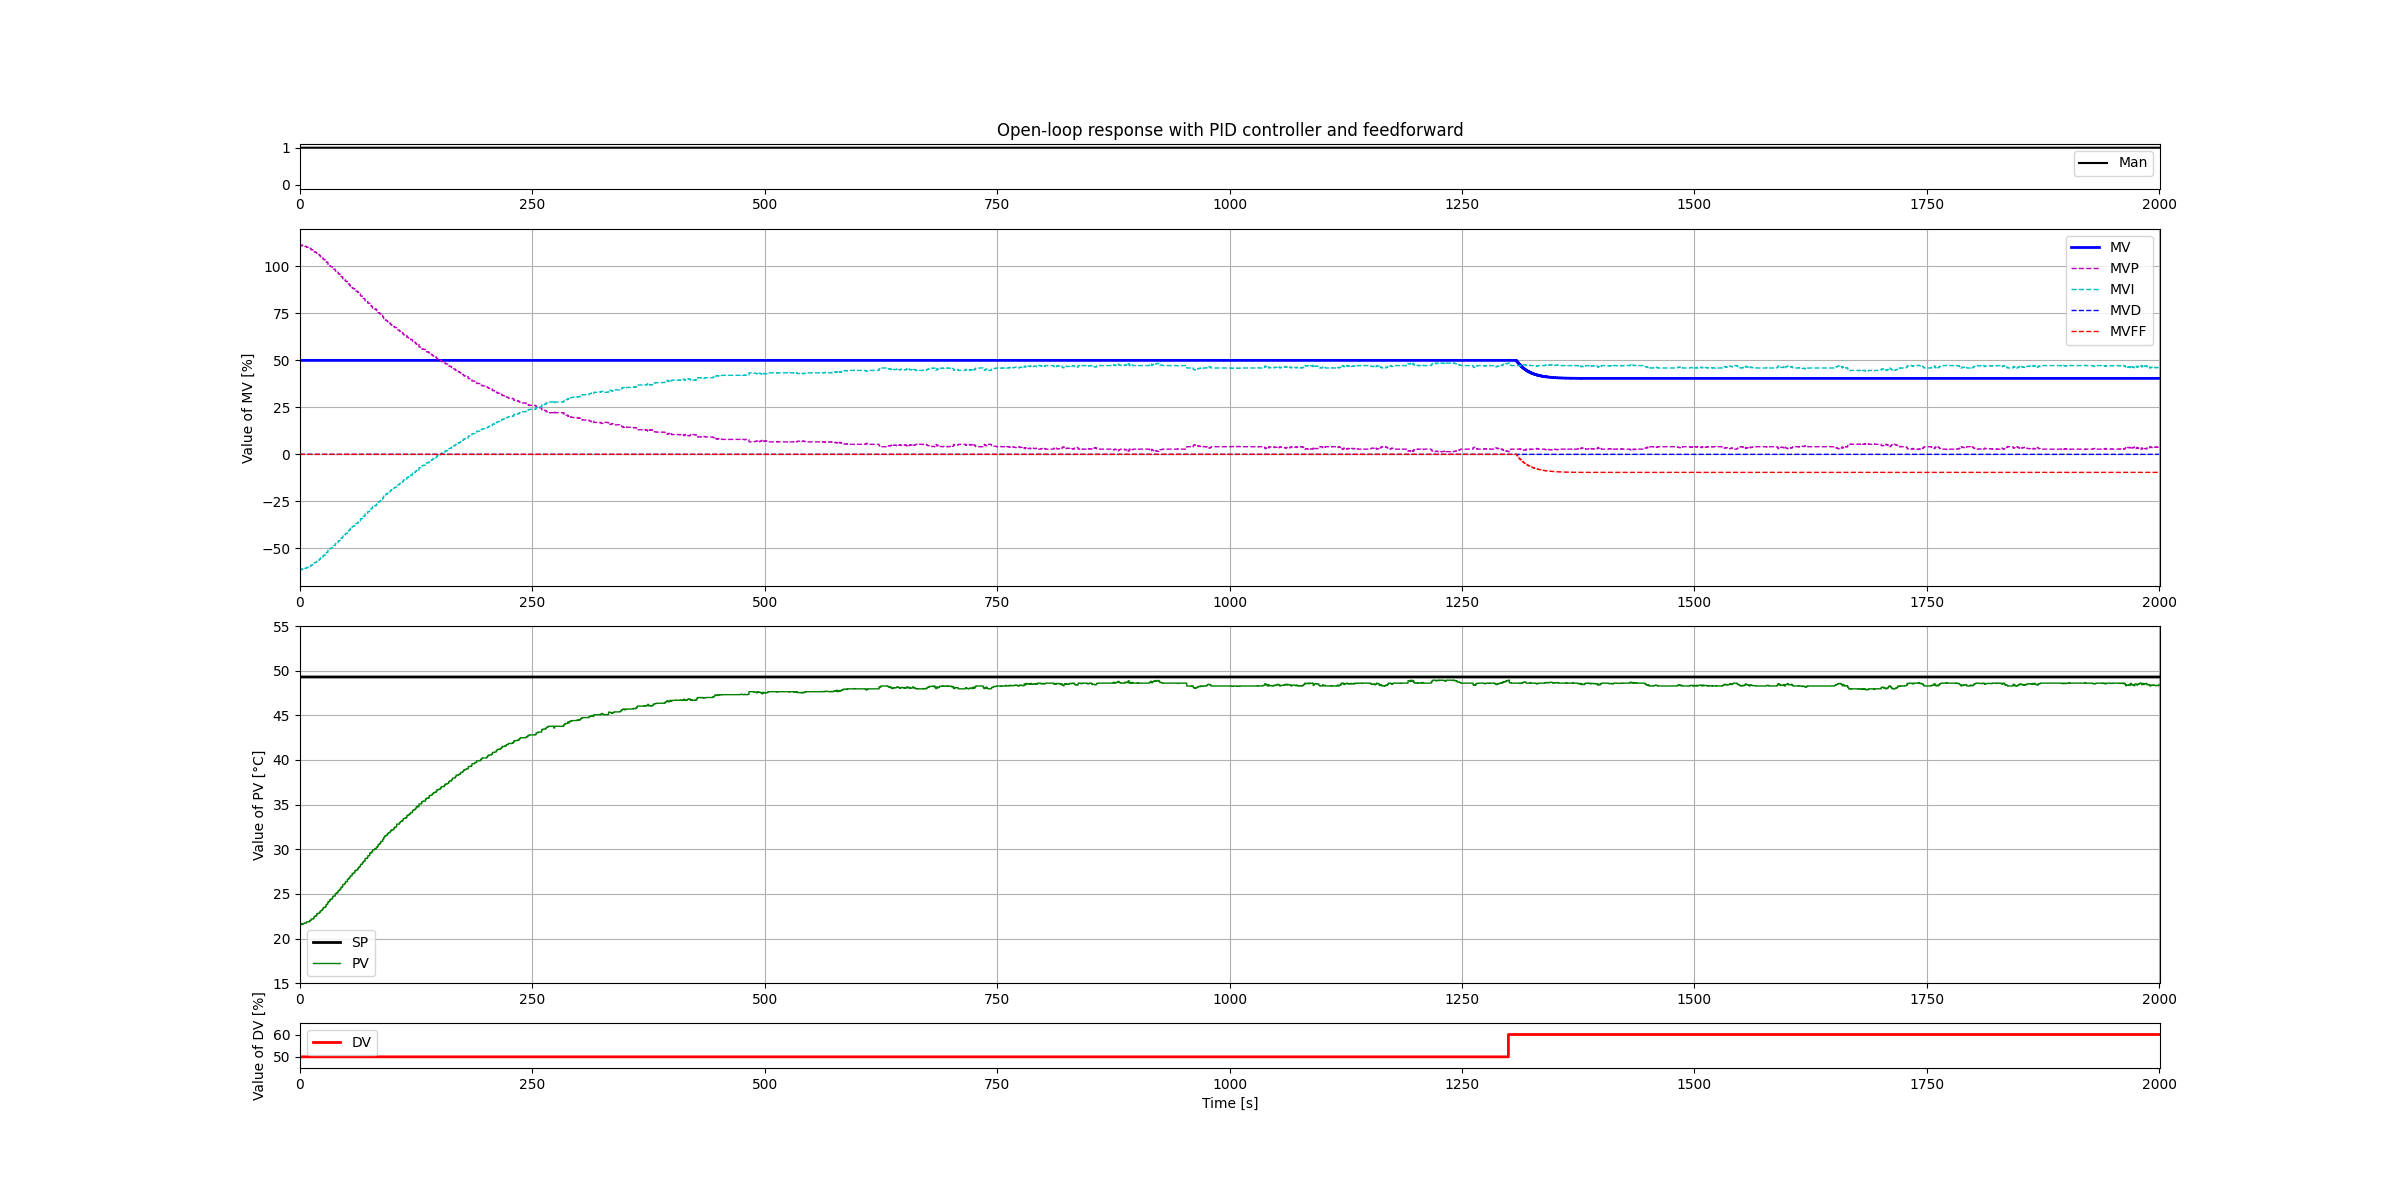 Open-loop response with PID controller and feedforward
1
0
Man
0 250 500 750 1000 1250 1500 1750 2000
Value of MV [%]
100
75
50
25
0
−25
−50
MV
MVP
MVI
MVD
MVFF
0 250 500 750 1000 1250 1500 1750 2000
Value of PV [°C]
55
50
45
40
35
30
25
20
15
SP
PV
0 250 500 750 1000 1250 1500 1750 2000
Value of DV [%]
60
50
DV
0 250 500 750 1000 1250 1500 1750 2000
Time [s]